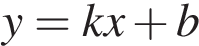 y = kx + b